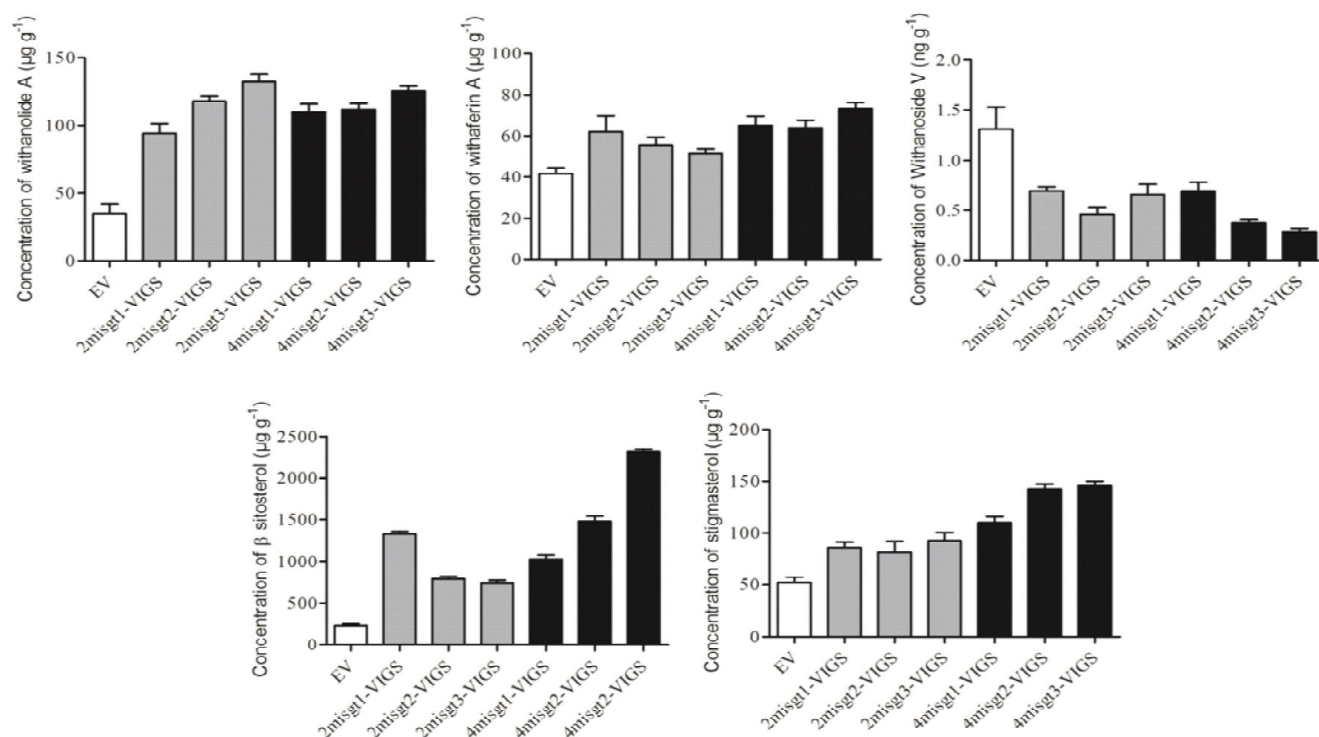 Concentration of withanolide A (µg g⁻¹)
150
100
50
0
EV
2misgt1-VIGS
2misgt2-VIGS
2misgt3-VIGS
4misgt1-VIGS
4misgt2-VIGS
4misgt3-VIGS
Concentration of withaferin A (µg g⁻¹)
100
80
60
40
20
0
EV
2misgt1-VIGS
2misgt2-VIGS
2misgt3-VIGS
4misgt1-VIGS
4misgt2-VIGS
4misgt3-VIGS
Concentration of Withanoside V (ng g⁻¹)
2.0
1.5
1.0
0.5
0.0
EV
2misgt1-VIGS
2misgt2-VIGS
2misgt3-VIGS
4misgt1-VIGS
4misgt2-VIGS
4misgt3-VIGS
Concentration of β sitosterol (µg g⁻¹)
2500
2000
1500
1000
500
0
EV
2misgt1-VIGS
2misgt2-VIGS
2misgt3-VIGS
4misgt1-VIGS
4misgt2-VIGS
4misgt2-VIGS
Concentration of stigmasterol (µg g⁻¹)
200
150
100
50
0
EV
2misgt1-VIGS
2misgt2-VIGS
2misgt3-VIGS
4misgt1-VIGS
4misgt2-VIGS
4misgt3-VIGS